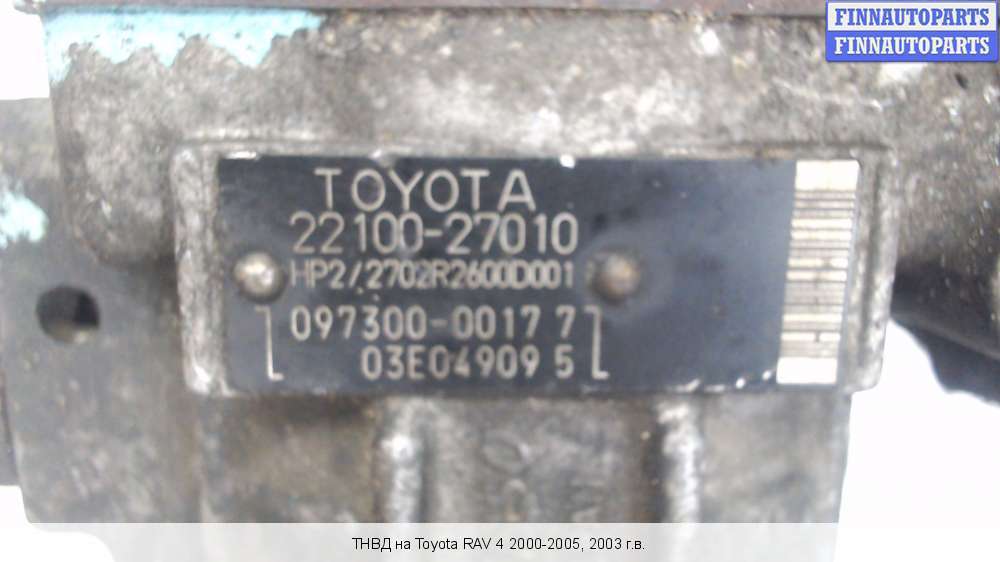 FINNAUTOPARTS
FINNAUTOPARTS
TOYOTA
22100-27010
HP2/2702R2600D001
097300-0017 7
03E04909 5
ТНВД на Toyota RAV 4 2000-2005, 2003 г.в.